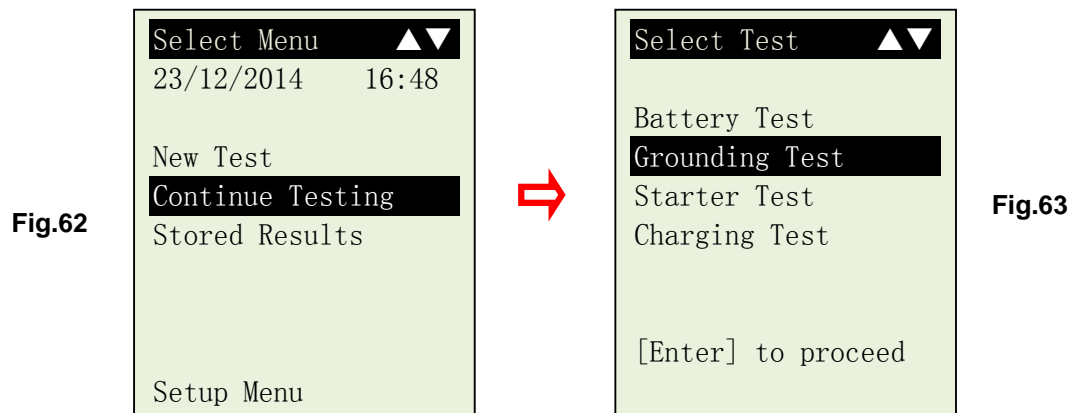 Select Menu ▲▼
23/12/2014 16:48
New Test
Continue Testing
Stored Results
Setup Menu
Fig.62
Select Test ▲▼
Battery Test
Grounding Test
Starter Test
Charging Test
[Enter] to proceed
Fig.63